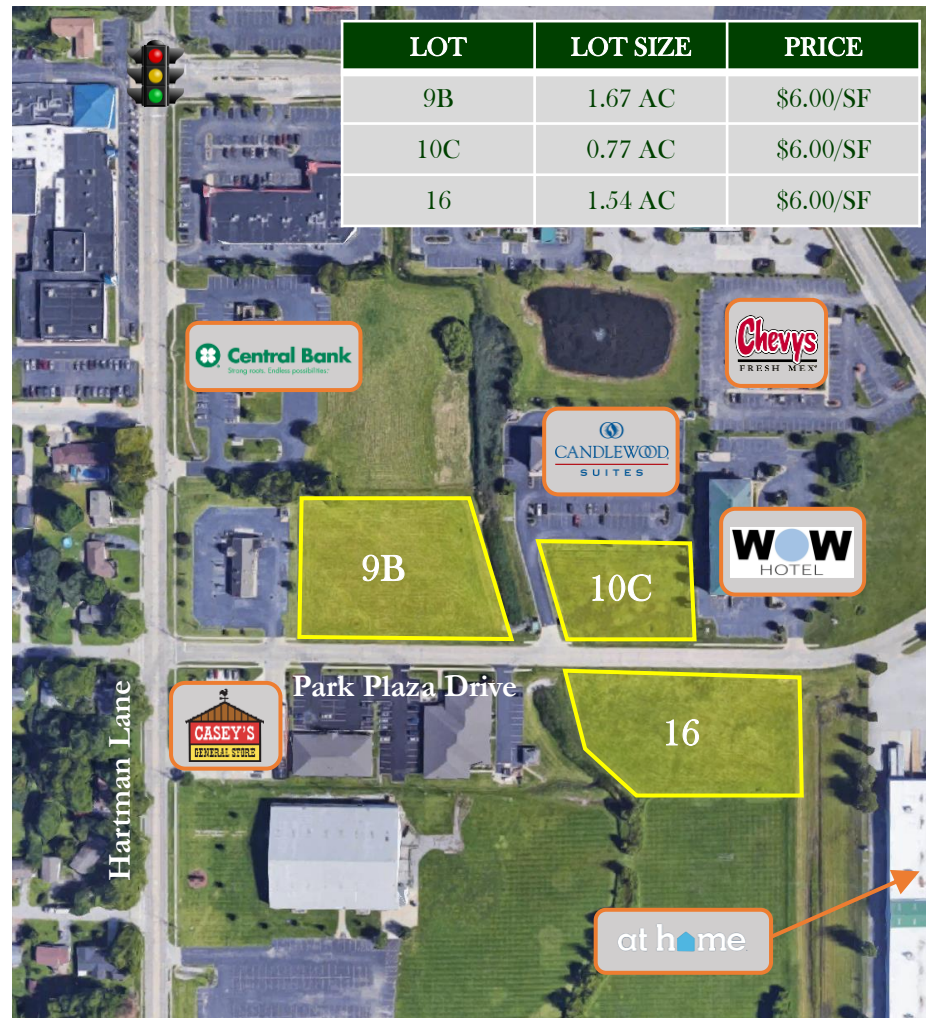 LOT LOT SIZE PRICE
9B 1.67 AC $6.00/SF
10C 0.77 AC $6.00/SF
16 1.54 AC $6.00/SF
Central Bank
Strong roots. Endless possibilities.
Chevys
FRESH MEX
CANDLEWOOD
SUITES
WOW
HOTEL
9B
10C
Park Plaza Drive
Hartman Lane
CASEY'S
GENERAL STORE
16
at home